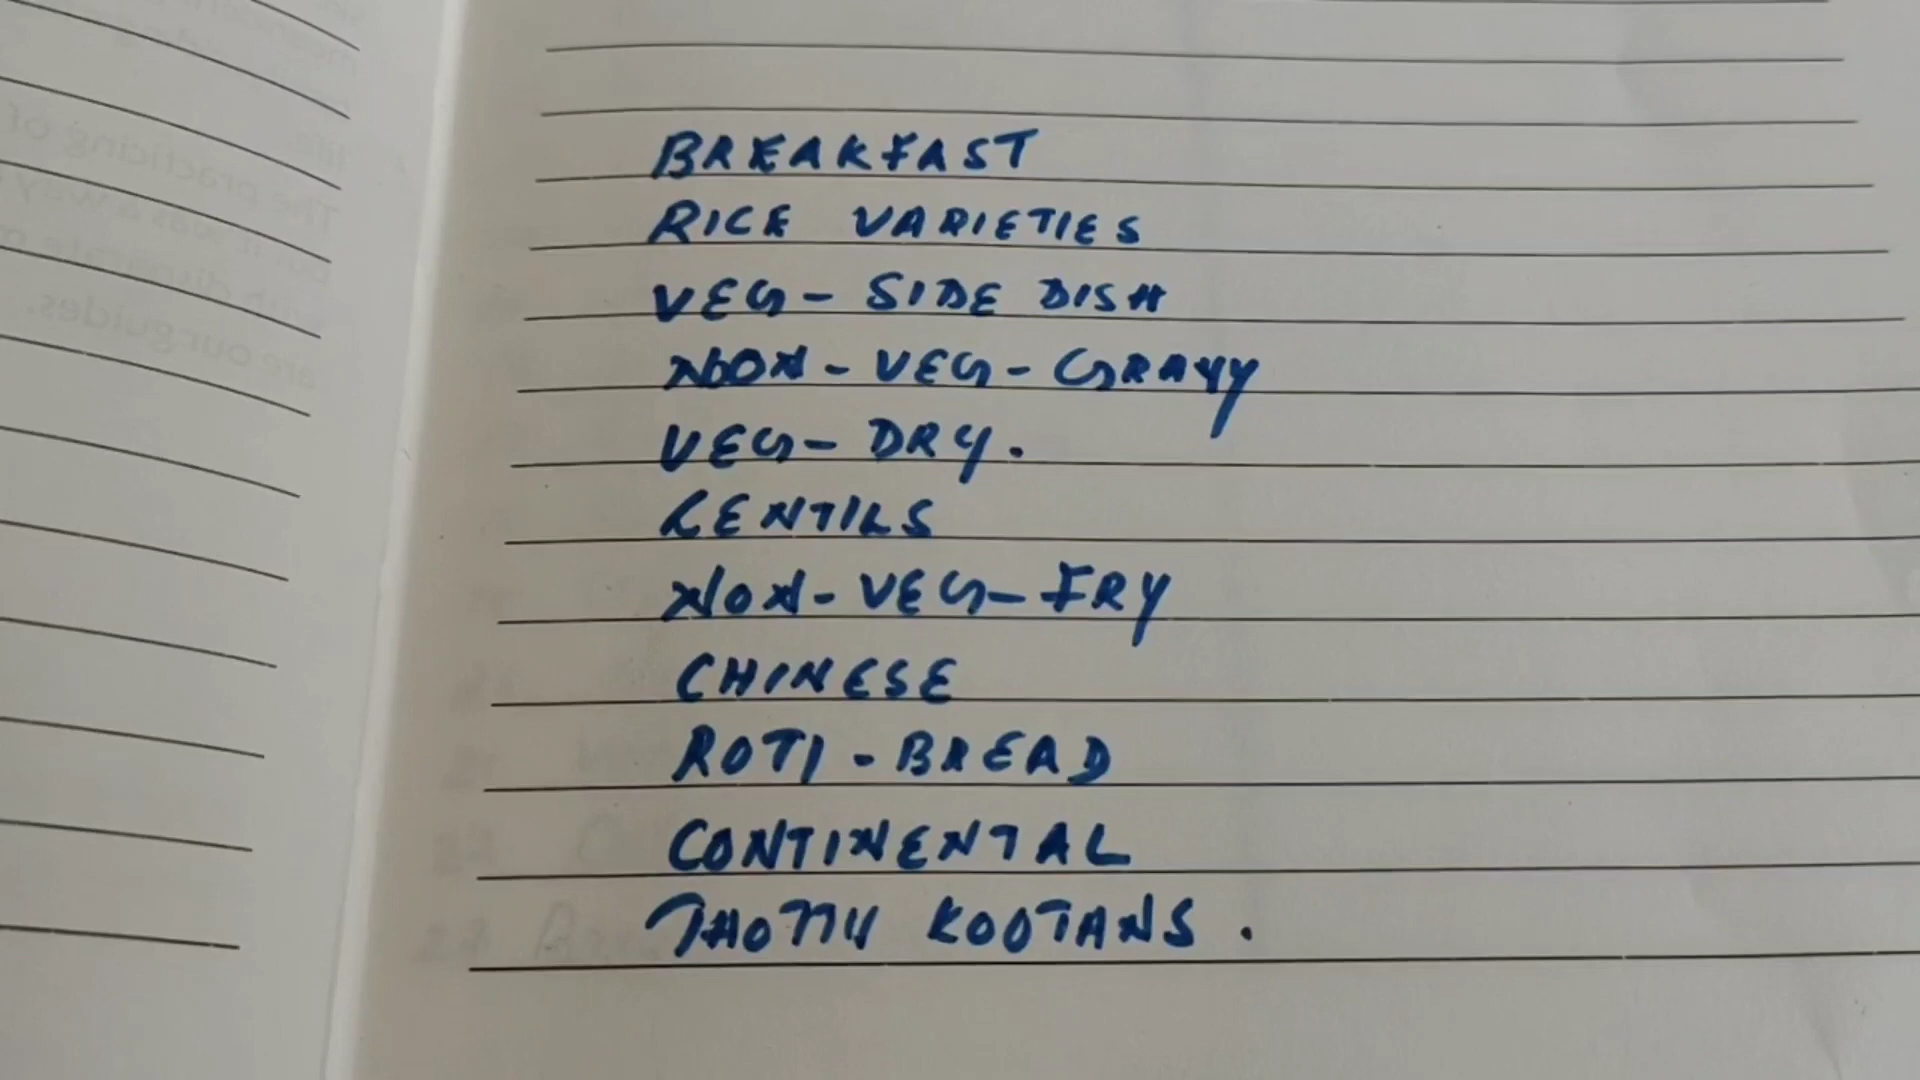 BREAKFAST
RICE VARIETIES
VEG - SIDE DISH
NON - VEG - GRAVY
VEG - DRY.
LENTILS
NON - VEG - FRY
CHINESE
ROTI - BREAD
CONTINENTAL
THOTTU KOOTANS.